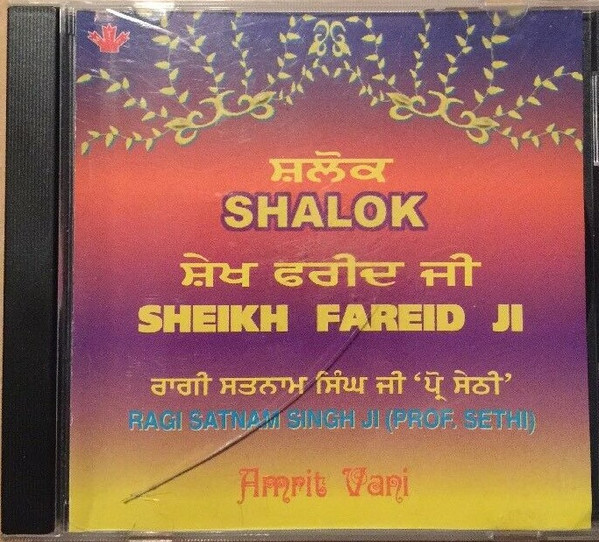 ਸ਼ਲੋਕ
SHALOK
ਸ਼ੇਖ ਫਰੀਦ ਜੀ
SHEIKH FAREID JI
ਰਾਗੀ ਸਤਨਾਮ ਸਿੰਘ ਜੀ ‘ਪ੍ਰੋ ਸੇਠੀ’
RAGI SATNAM SINGH JI (PROF. SETHI)
Amrit Vani